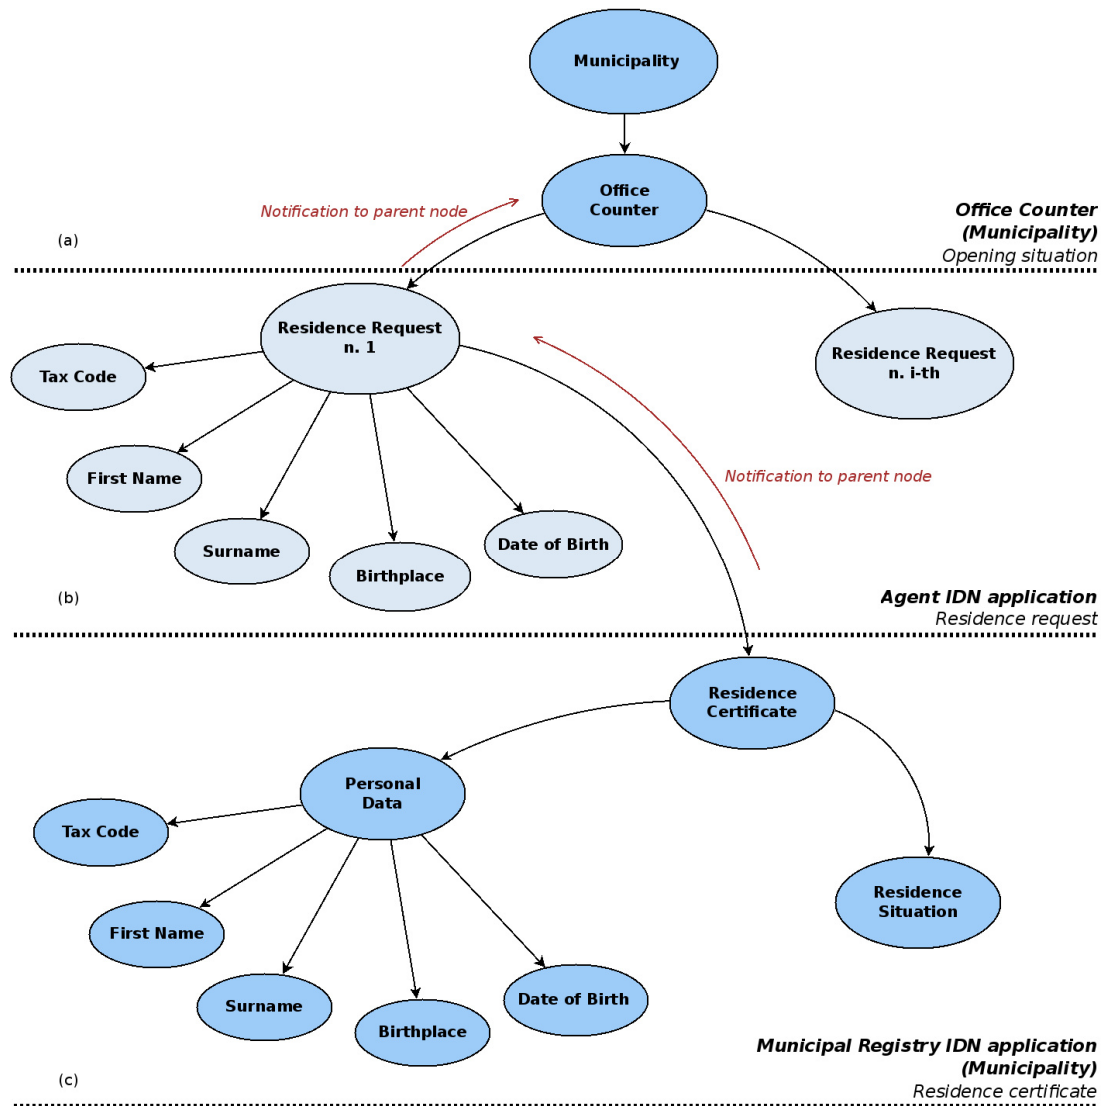 Municipality
Office
Counter
Notification to parent node
(a)
Office Counter
(Municipality)
Opening situation
Residence Request
n. 1
Residence Request
n. i-th
Tax Code
First Name
Surname
Birthplace
Date of Birth
Notification to parent node
(b)
Agent IDN application
Residence request
Residence
Certificate
Personal
Data
Tax Code
First Name
Surname
Birthplace
Date of Birth
Residence
Situation
(c)
Municipal Registry IDN application
(Municipality)
Residence certificate